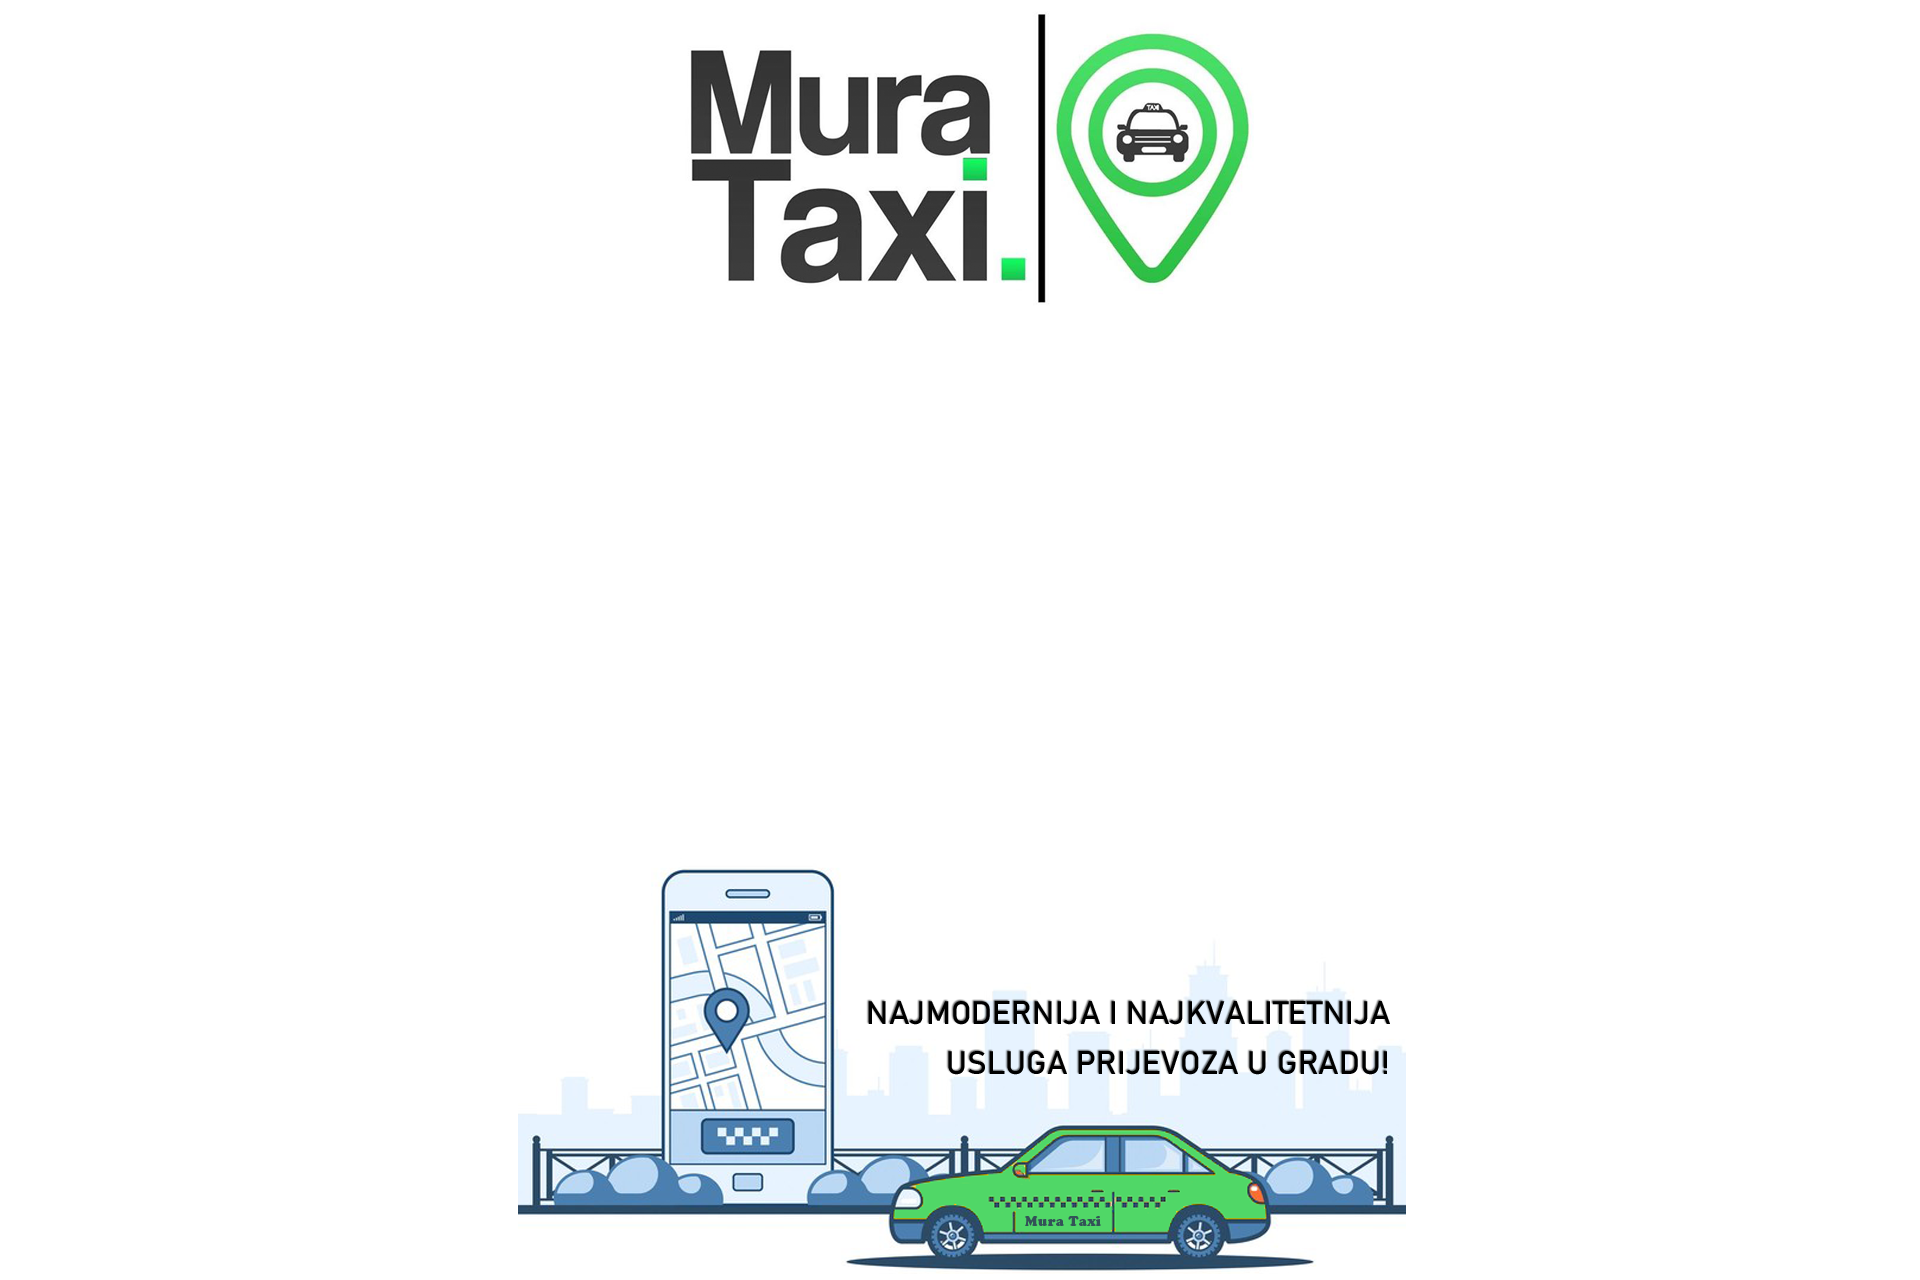 Mura
Taxi.
TAXI
NAJMODERNIJA I NAJKVALITETNIJA
USLUGA PRIJEVOZA U GRADU!
Mura Taxi